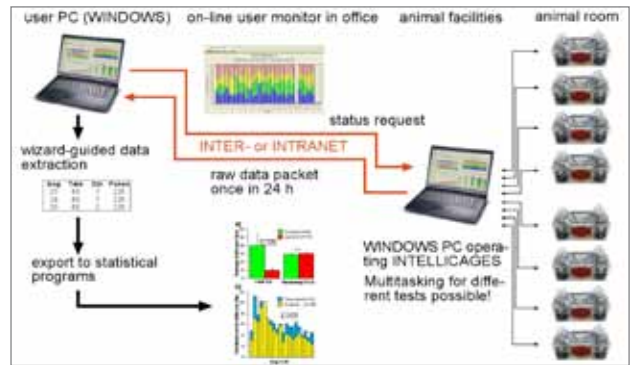 user PC (WINDOWS)
on-line user monitor in office
animal facilities
animal room
status request
INTER- or INTRANET
raw data packet
once in 24 h
wizard-guided data
extraction
export to statistical
programs
WINDOWS PC opera-
ting INTELLICAGES
Multitasking for diffe-
rent tests possible!